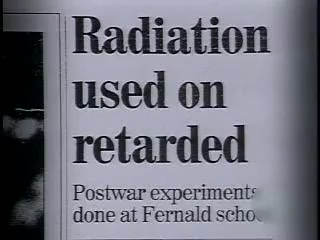 Radiation
used on
retarded
Postwar experiments
done at Fernald